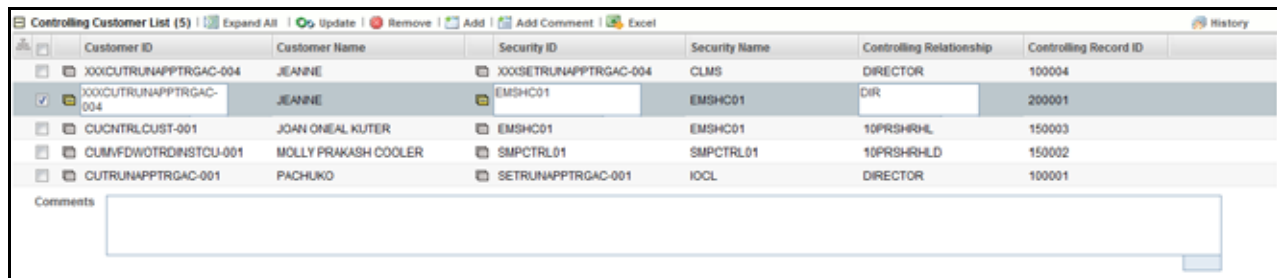 Controlling Customer List (5) | Expand All | Update | Remove | Add | Add Comment | Excel History
Customer ID Customer Name Security ID Security Name Controlling Relationship Controlling Record ID
XXXCUTRUNAPPTRGAC-004 JEANNE XXXSETRUNAPPTRGAC-004 CLMS DIRECTOR 100004
XXXCUTRUNAPPTRGAC-
004 JEANNE EMSHC01 EMSHC01 DIR 200001
CUCNTRLCUST-001 JOAN ONEAL KUTER EMSHC01 EMSHC01 10PRSHRHL 150003
CUMVFDWOTRDINSTCU-001 MOLLY PRAKASH COOLER SMPCTRL01 SMPCTRL01 10PRSHRHLD 150002
CUTRUNAPPTRGAC-001 PACHUKO SETRUNAPPTRGAC-001 IOCL DIRECTOR 100001
Comments